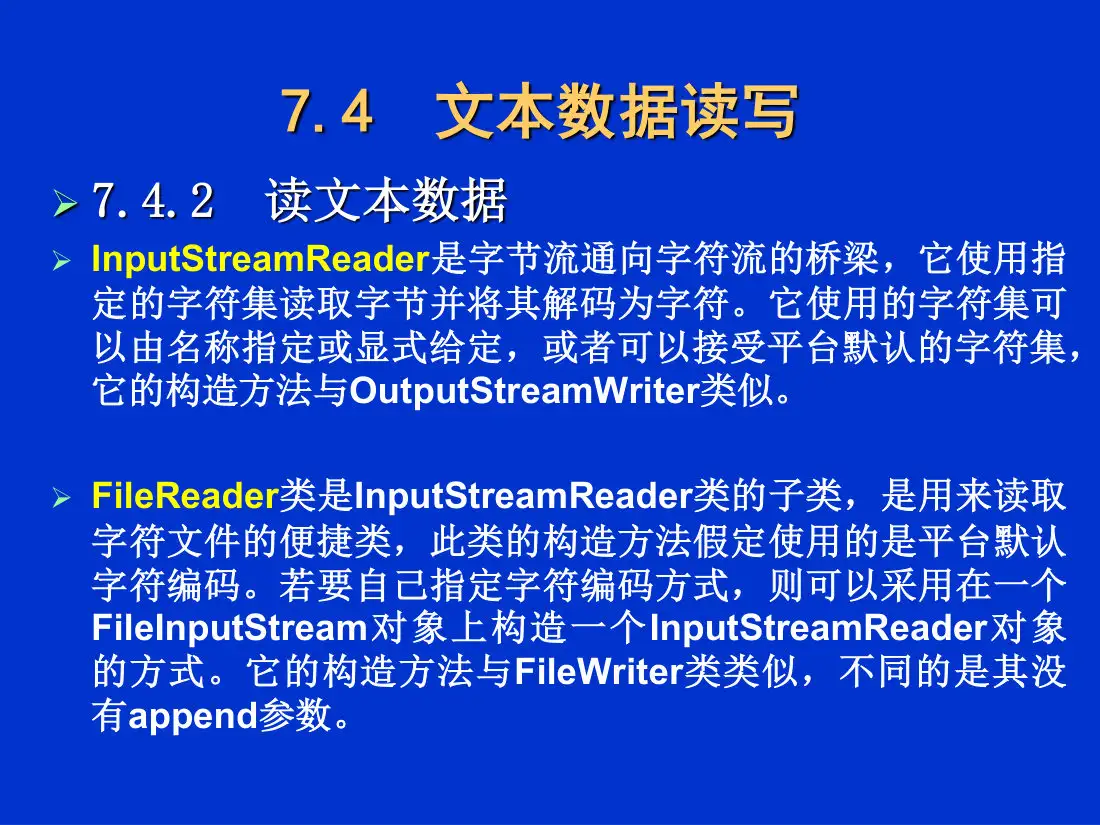 7.4 文本数据读写
7.4.2 读文本数据
InputStreamReader是字节流通向字符流的桥梁，它使用指
定的字符集读取字节并将其解码为字符。它使用的字符集可
以由名称指定或显式给定，或者可以接受平台默认的字符集，
它的构造方法与OutputStreamWriter类似。
FileReader类是InputStreamReader类的子类，是用来读取
字符文件的便捷类，此类的构造方法假定使用的是平台默认
字符编码。若要自己指定字符编码方式，则可以采用在一个
FileInputStream对象上构造一个InputStreamReader对象
的方式。它的构造方法与FileWriter类类似，不同的是其没
有append参数。